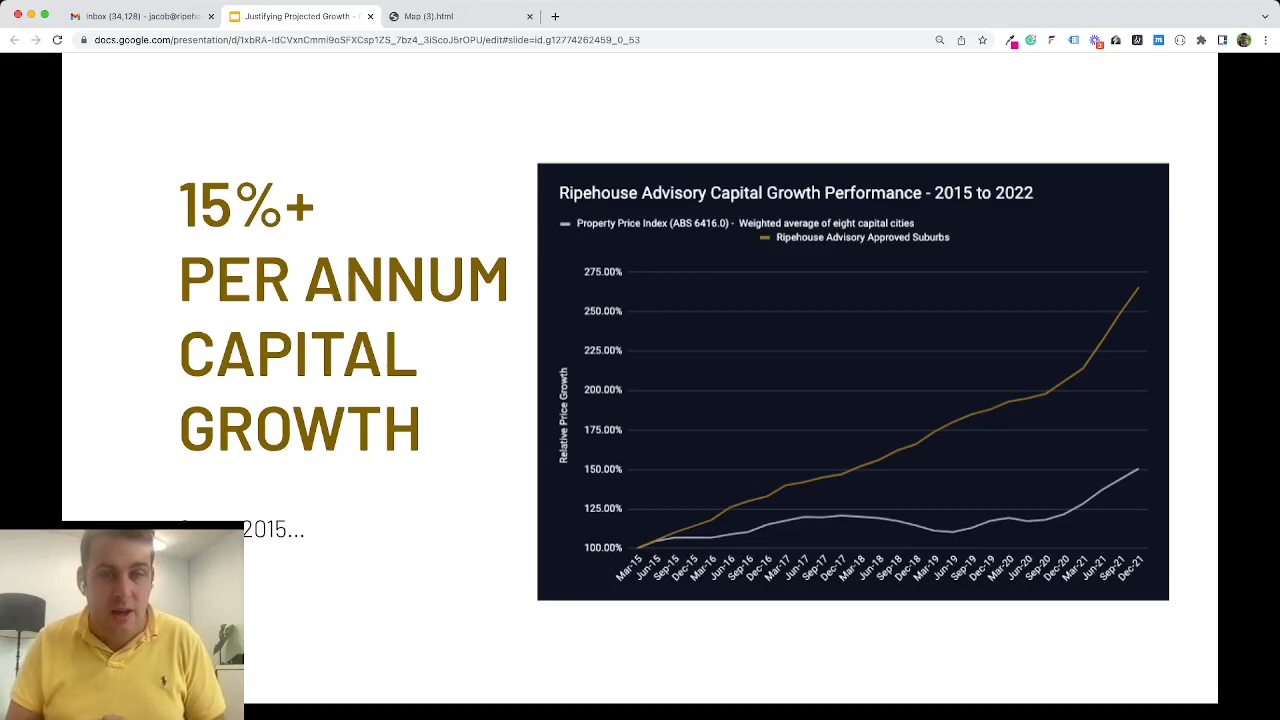 Inbox (34,128) - jacob@ripeho
Justifying Projected Growth - G
Map (3).html
docs.google.com/presentation/d/1xbRA-IdCVxnCmmi9oSFXCsp1ZS_7bz4_3iScoJ5rOPU/edit#slide=id.g12774262459_0_53
15%+
PER ANNUM
CAPITAL
GROWTH
2015...
Ripehouse Advisory Capital Growth Performance - 2015 to 2022
Property Price Index (ABS 6416.0) - Weighted average of eight capital cities
Ripehouse Advisory Approved Suburbs
Relative Price Growth
275.00%
250.00%
225.00%
200.00%
175.00%
150.00%
125.00%
100.00%
Mar-15
Jun-15
Sep-15
Dec-15
Mar-16
Jun-16
Sep-16
Dec-16
Mar-17
Jun-17
Sep-17
Dec-17
Mar-18
Jun-18
Sep-18
Dec-18
Mar-19
Jun-19
Sep-19
Dec-19
Mar-20
Jun-20
Sep-20
Dec-20
Mar-21
Jun-21
Sep-21
Dec-21